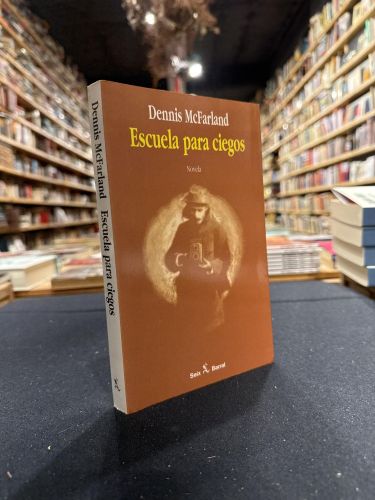 Dennis McFarland
Escuela para ciegos
Novela
Seix Barral
Dennis McFarland Escuela para ciegos